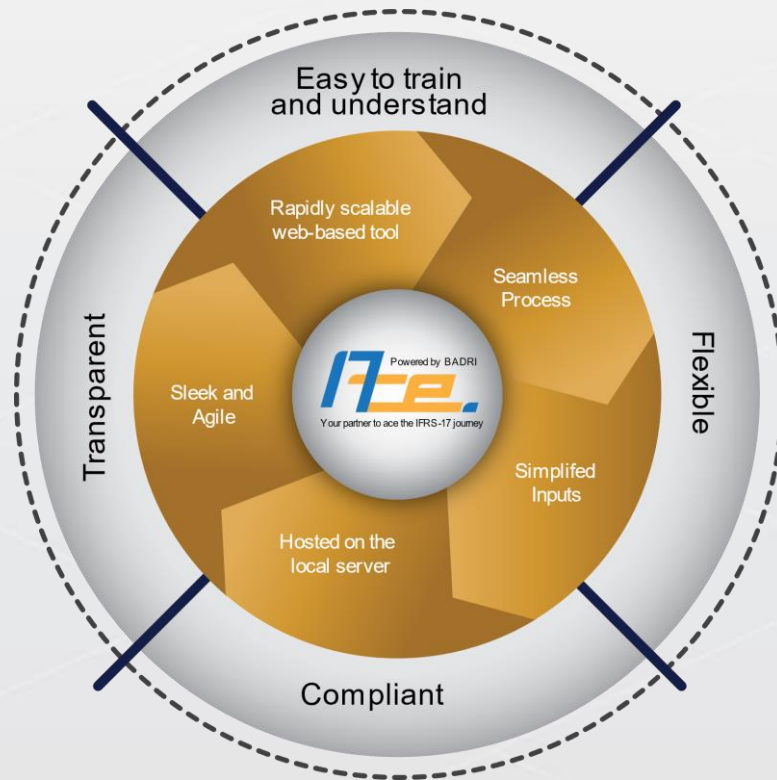 Easy to train
and understand
Rapidly scalable
web-based tool
Seamless
Process
Flexible
Simplifed
Inputs
Compliant
Hosted on the
local server
Transparent
Sleek and
Agile
Powered by BADRI
17ce.
Your partner to ace the IFRS-17 journey